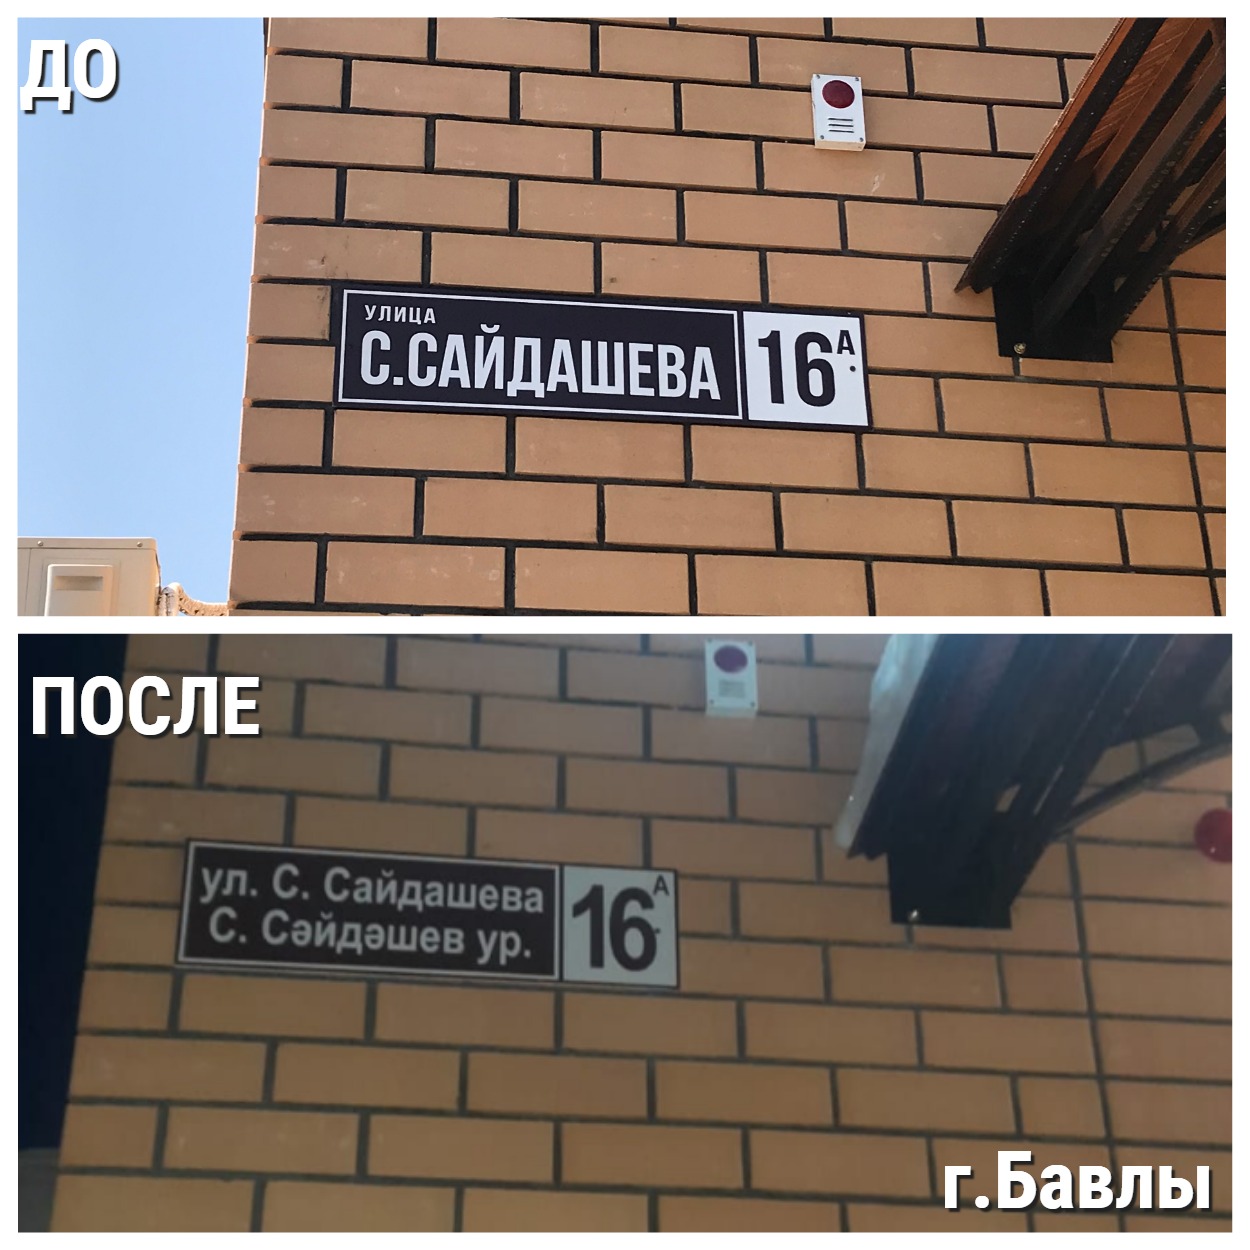 ДО
УЛИЦА
С.САЙДАШЕВА
16А
ПОСЛЕ
ул. С. Сайдашева
С. Сәйдәшев ур.
16А
г.Бавлы